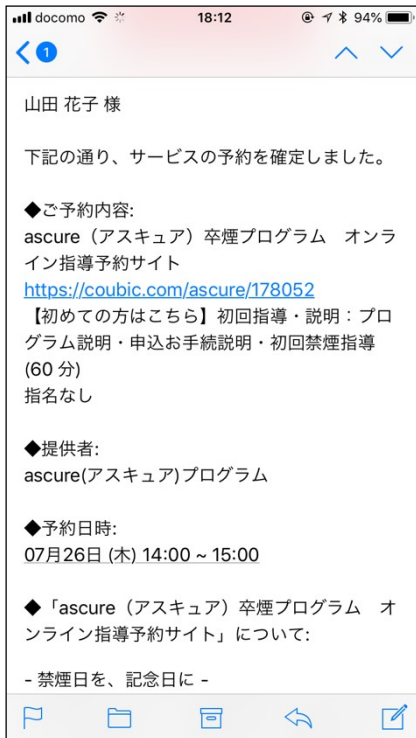 docomo 18:12 94%
1
山田 花子 様
下記の通り、サービスの予約を確定しました。
◆ご予約内容:
ascure（アスキュア）卒煙プログラム　オンラ
イン指導予約サイト
https://coubic.com/ascure/178052
【初めての方はこちら】初回指導・説明：プロ
グラム説明・申込お手続説明・初回禁煙指導
(60 分)
指名なし
◆提供者:
ascure(アスキュア)プログラム
◆予約日時:
07月26日 (木) 14:00 ~ 15:00
◆「ascure（アスキュア）卒煙プログラム　オ
ンライン指導予約サイト」について:
- 禁煙日を、記念日に -